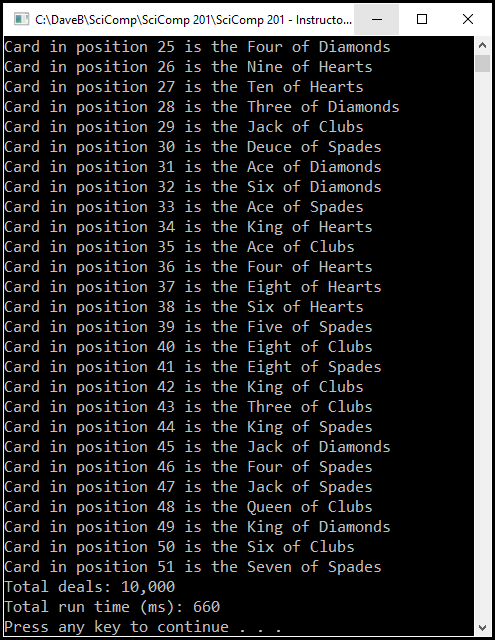 C:\DaveB\SciComp\SciComp 201\SciComp 201 - Instructo...
Card in position 25 is the Four of Diamonds
Card in position 26 is the Nine of Hearts
Card in position 27 is the Ten of Hearts
Card in position 28 is the Three of Diamonds
Card in position 29 is the Jack of Clubs
Card in position 30 is the Deuce of Spades
Card in position 31 is the Ace of Diamonds
Card in position 32 is the Six of Diamonds
Card in position 33 is the Ace of Spades
Card in position 34 is the King of Hearts
Card in position 35 is the Ace of Clubs
Card in position 36 is the Four of Hearts
Card in position 37 is the Eight of Hearts
Card in position 38 is the Six of Hearts
Card in position 39 is the Five of Spades
Card in position 40 is the Eight of Clubs
Card in position 41 is the Eight of Spades
Card in position 42 is the King of Clubs
Card in position 43 is the Three of Clubs
Card in position 44 is the King of Spades
Card in position 45 is the Jack of Diamonds
Card in position 46 is the Four of Spades
Card in position 47 is the Jack of Spades
Card in position 48 is the Queen of Clubs
Card in position 49 is the King of Diamonds
Card in position 50 is the Six of Clubs
Card in position 51 is the Seven of Spades
Total deals: 10,000
Total run time (ms): 660
Press any key to continue . . .